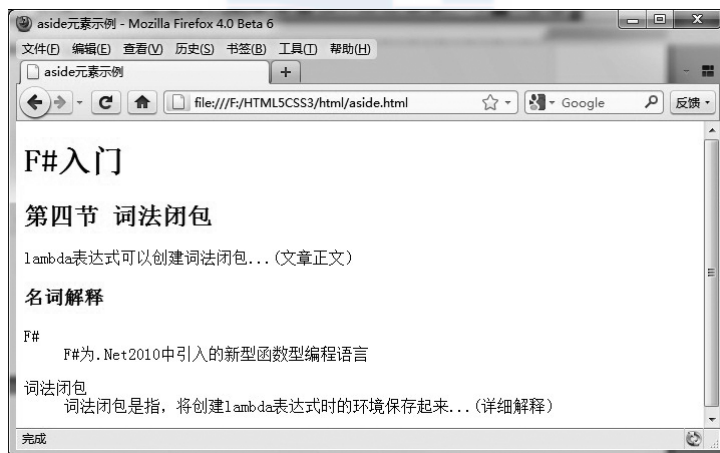 aside元素示例 - Mozilla Firefox 4.0 Beta 6
文件(F) 编辑(E) 查看(V) 历史(S) 书签(B) 工具(T) 帮助(H)
aside元素示例
file:///F:/HTML5CSS3/html/aside.html
Google
反馈
F#入门
第四节 词法闭包
lambda表达式可以创建词法闭包...(文章正文)
名词解释
F#
F#为.Net2010中引入的新型函数型编程语言
词法闭包
词法闭包是指，将创建lambda表达式时的环境保存起来...(详细解释)
完成